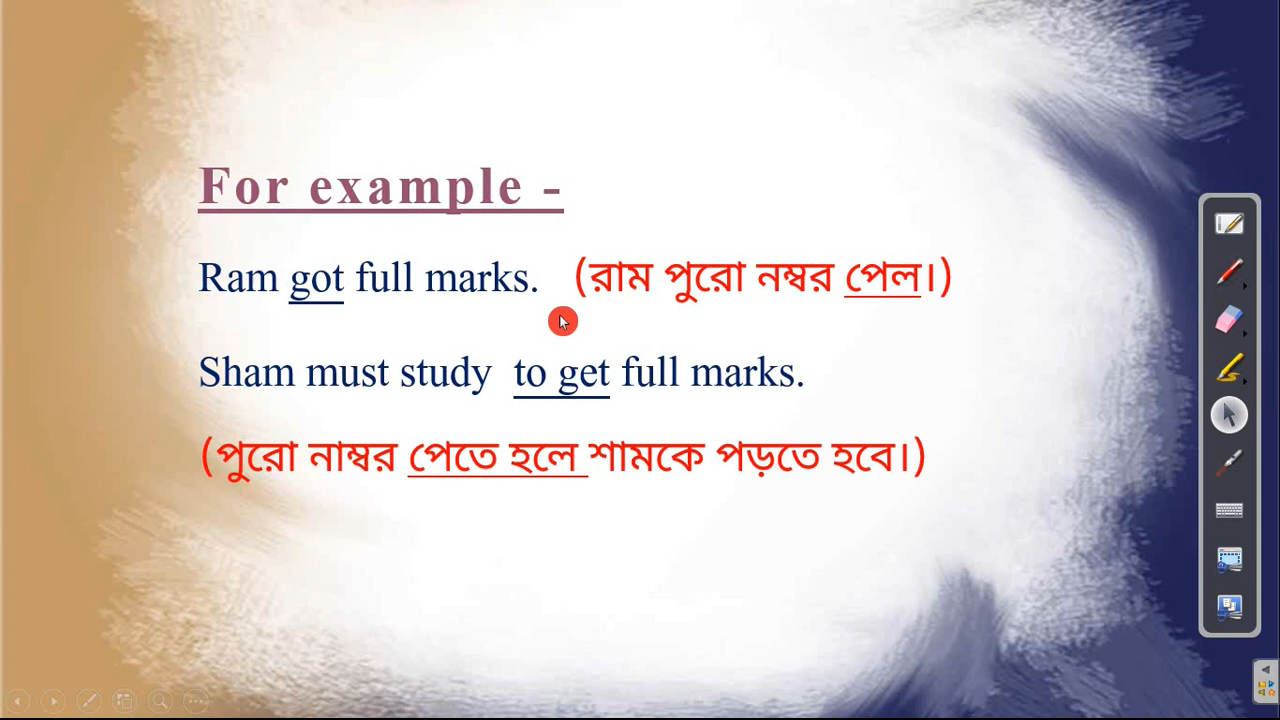 For example -
Ram got full marks. (রাম পুরো নম্বর পেল।)
Sham must study to get full marks.
(পুরো নাম্বর পেতে হলে শামকে পড়তে হবে।)